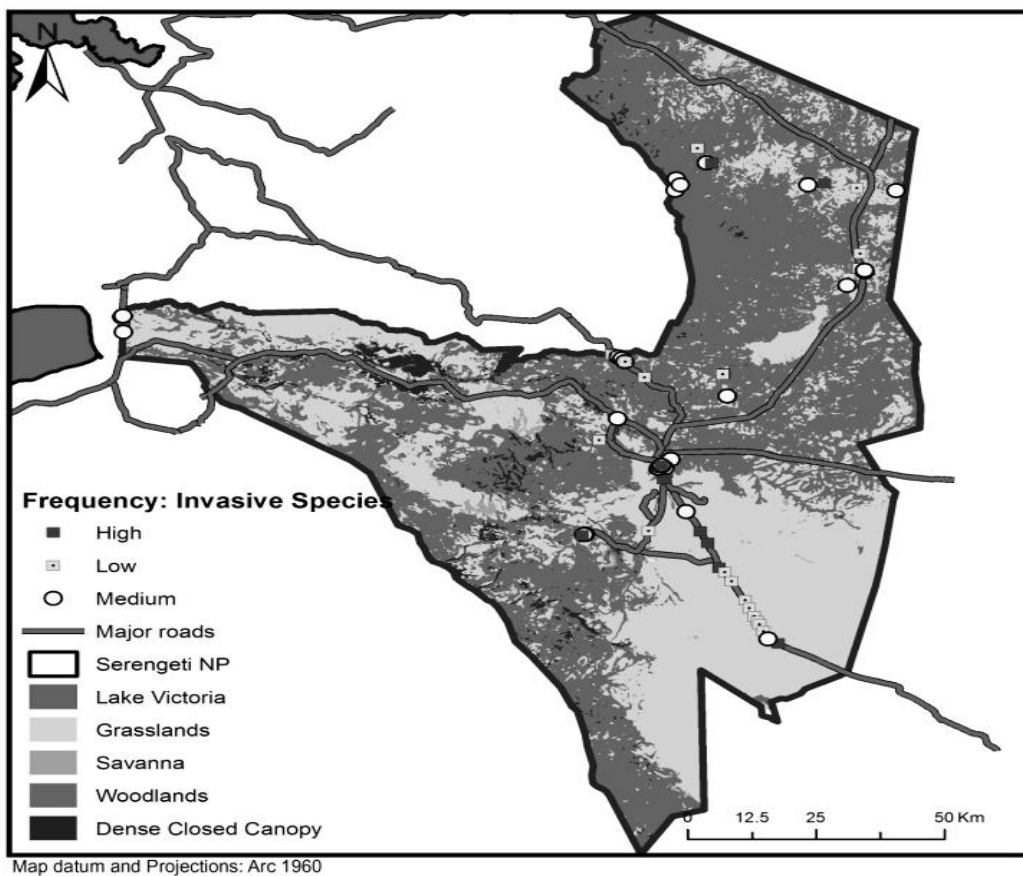 N
Frequency: Invasive Species
High
Low
Medium
Major roads
Serengeti NP
Lake Victoria
Grasslands
Savanna
Woodlands
Dense Closed Canopy
0 12.5 25 50 Km
Map datum and Projections: Arc 1960